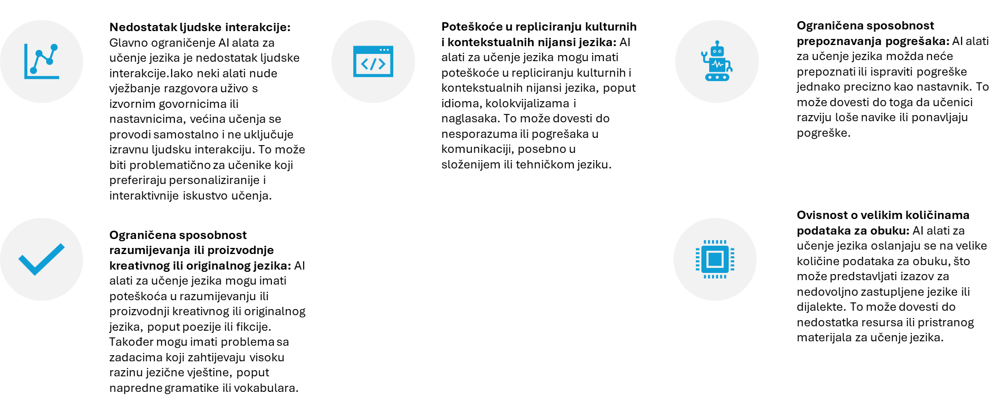 Nedostatak ljudske interakcije:
Glavno ograničenje AI alata za
učenje jezika je nedostatak ljudske
interakcije.Iako neki alati nude
vježbanje razgovora uživo s
izvornim govornicima ili
nastavnicima, većina učenja se
provodi samostalno i ne uključuje
izravnu ljudsku interakciju. To može
biti problematično za učenike koji
preferiraju personaliziranije i
interaktivnije iskustvo učenja.
Poteškoće u repliciranju kulturnih
i kontekstualnih nijansi jezika: AI
alati za učenje jezika mogu imati
poteškoće u repliciranju kulturnih i
kontekstualnih nijansi jezika, poput
idioma, kolokvijalizama i
naglasaka. To može dovesti do
nesporazuma ili pogrešaka u
komunikaciji, posebno u
složenijem ili tehničkom jeziku.
Ograničena sposobnost
prepoznavanja pogrešaka: AI alati
za učenje jezika možda neće
prepoznati ili ispraviti pogreške
jednako precizno kao nastavnik. To
može dovesti do toga da učenici
razviju loše navike ili ponavljaju
pogreške.
Ograničena sposobnost
razumijevanja ili proizvodnje
kreativnog ili originalnog jezika: AI
alati za učenje jezika mogu imati
poteškoća u razumijevanju ili
proizvodnji kreativnog ili originalnog
jezika, poput poezije ili fikcije.
Također mogu imati problema sa
zadacima koji zahtijevaju visoku
razinu jezične vještine, poput
napredne gramatike ili vokabulara.
Ovisnost o velikim količinama
podataka za obuku: AI alati za
učenje jezika oslanjaju se na velike
količine podataka za obuku, što
može predstavljati izazov za
nedovoljno zastupljene jezike ili
dijalekte. To može dovesti do
nedostatka resursa ili pristranog
materijala za učenje jezika.